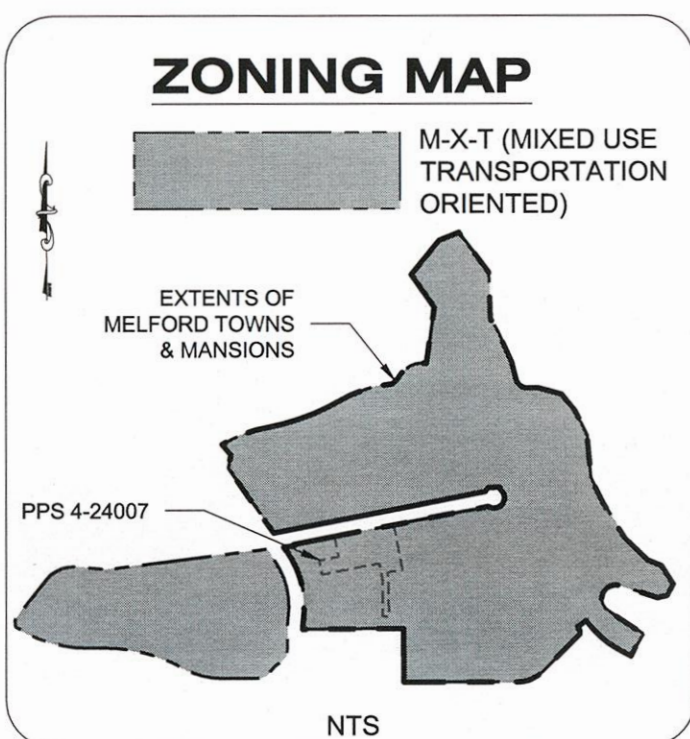 ZONING MAP
M-X-T (MIXED USE
TRANSPORTATION
ORIENTED)
EXTENTS OF
MELFORD TOWNS
& MANSIONS
PPS 4-24007
NTS